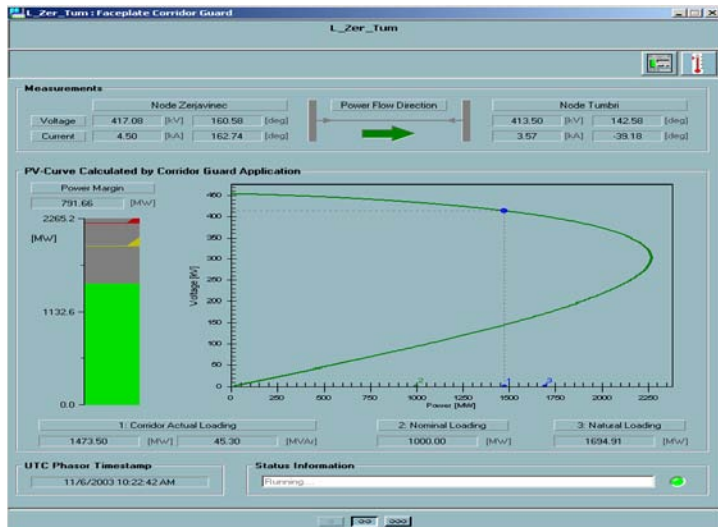 L_Zer_Tum : Faceplate Corridor Guard
L_Zer_Tum
Measurements
Node Zerjavinec
Power Flow Direction
Node Tumbri
Voltage 417.08 [kV] 160.58 [deg] 413.50 [kV] 142.58 [deg]
Current 4.50 [kA] 162.74 [deg] 3.57 [kA] -39.18 [deg]
PV-Curve Calculated by Corridor Guard Application
Power Margin
791.66 [MW]
2265.2
[MW]
1132.6
0.0
Voltage [kV]
450
400
350
300
250
200
150
100
50
0
0 250 500 750 1000 1250 1500 1750 2000 2250
2 1 3
Power [MW]
1: Corridor Actual Loading
2: Nominal Loading
3: Natural Loading
1473.50 [MW] 45.30 [MVAr] 1000.00 [MW] 1694.91 [MW]
UTC Phasor Timestamp
Status Information
11/6/2003 10:22:42 AM
Running...